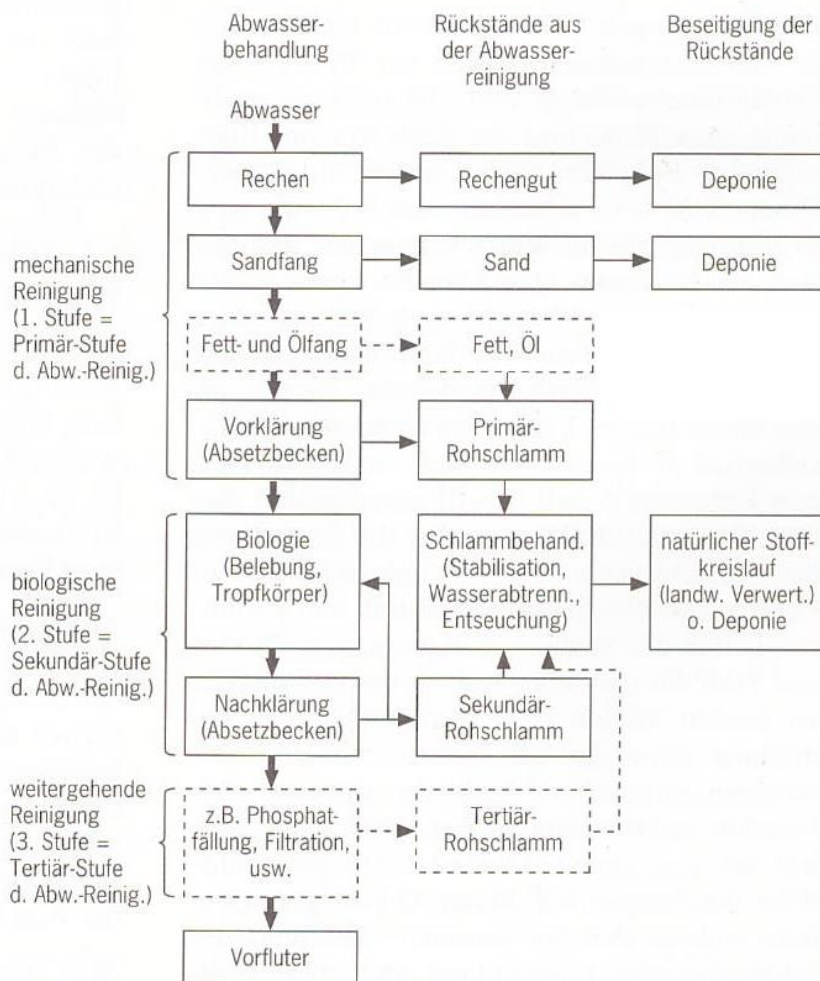 Abwasser-
behandlung
Rückstände aus
der Abwasser-
reinigung
Beseitigung der
Rückstände
Abwasser
mechanische
Reinigung
(1. Stufe =
Primär-Stufe
d. Abw.-Reinig.)
Rechen
Rechengut
Deponie
Sandfang
Sand
Deponie
Fett- und Ölfang
Fett, Öl
Vorklärung
(Absetzbecken)
Primär-
Rohschlamm
biologische
Reinigung
(2. Stufe =
Sekundär-Stufe
d. Abw.-Reinig.)
Biologie
(Belebung,
Tropfkörper)
Schlammbehand.
(Stabilisation,
Wasserabtrenn.,
Entseuchung)
natürlicher Stoff-
kreislauf
(landw. Verwert.)
o. Deponie
Nachklärung
(Absetzbecken)
Sekundär-
Rohschlamm
weitergehende
Reinigung
(3. Stufe =
Tertiär-Stufe
d. Abw.-Reinig.)
z.B. Phosphat-
fällung, Filtration,
usw.
Tertiär-
Rohschlamm
Vorfluter